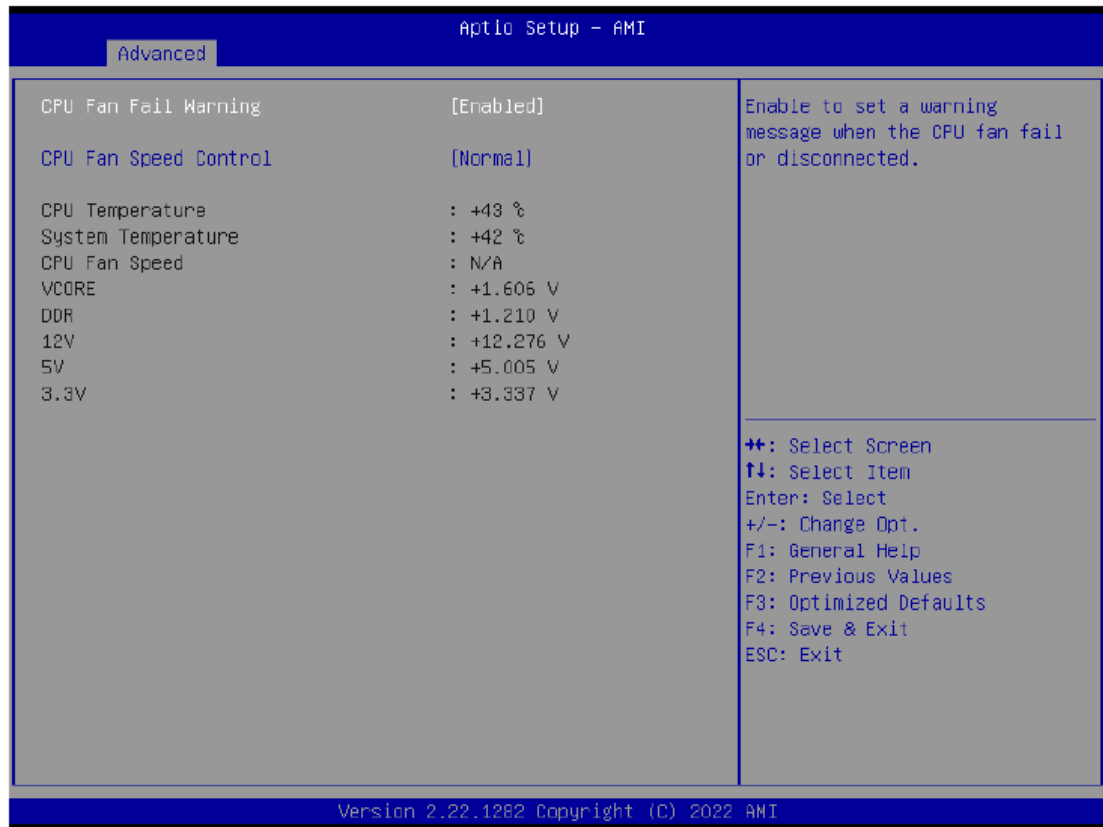 Aptio Setup – AMI
Advanced
CPU Fan Fail Warning [Enabled]
CPU Fan Speed Control [Normal]
CPU Temperature : +43 ℃
System Temperature : +42 ℃
CPU Fan Speed : N/A
VCORE : +1.606 V
DDR : +1.210 V
12V : +12.276 V
5V : +5.005 V
3.3V : +3.337 V
Enable to set a warning
message when the CPU fan fail
or disconnected.
→←: Select Screen
↑↓: Select Item
Enter: Select
+/-: Change Opt.
F1: General Help
F2: Previous Values
F3: Optimized Defaults
F4: Save & Exit
ESC: Exit
Version 2.22.1282 Copyright (C) 2022 AMI